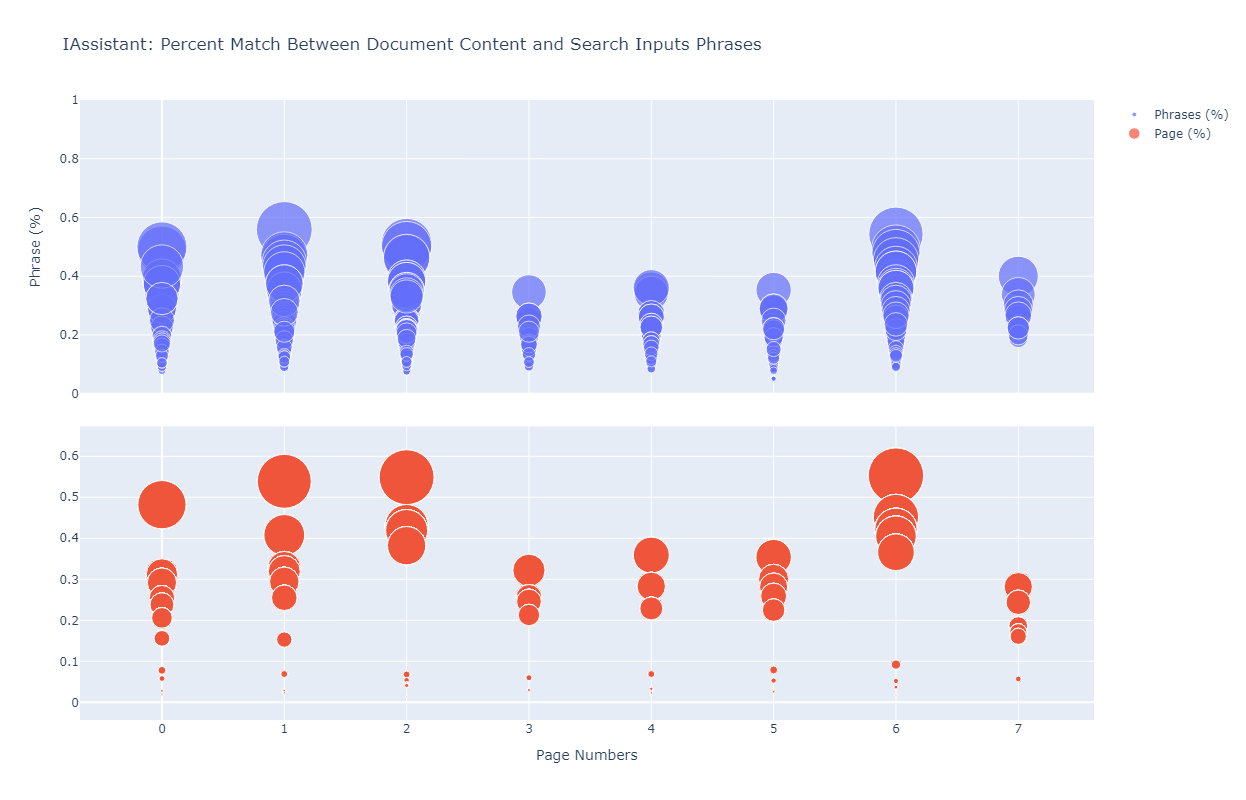 IAssistant: Percent Match Between Document Content and Search Inputs Phrases
Phrases (%)
Page (%)
Phrase (%)
1
0.8
0.6
0.4
0.2
0
0.6
0.5
0.4
0.3
0.2
0.1
0
0 1 2 3 4 5 6 7
Page Numbers